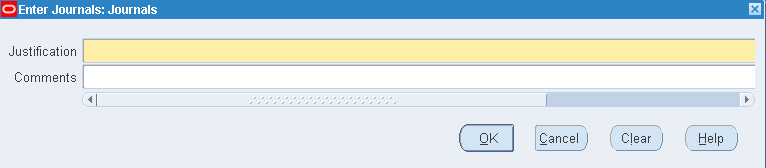 Enter Journals: Journals
Justification
Comments
OK Cancel Clear Help